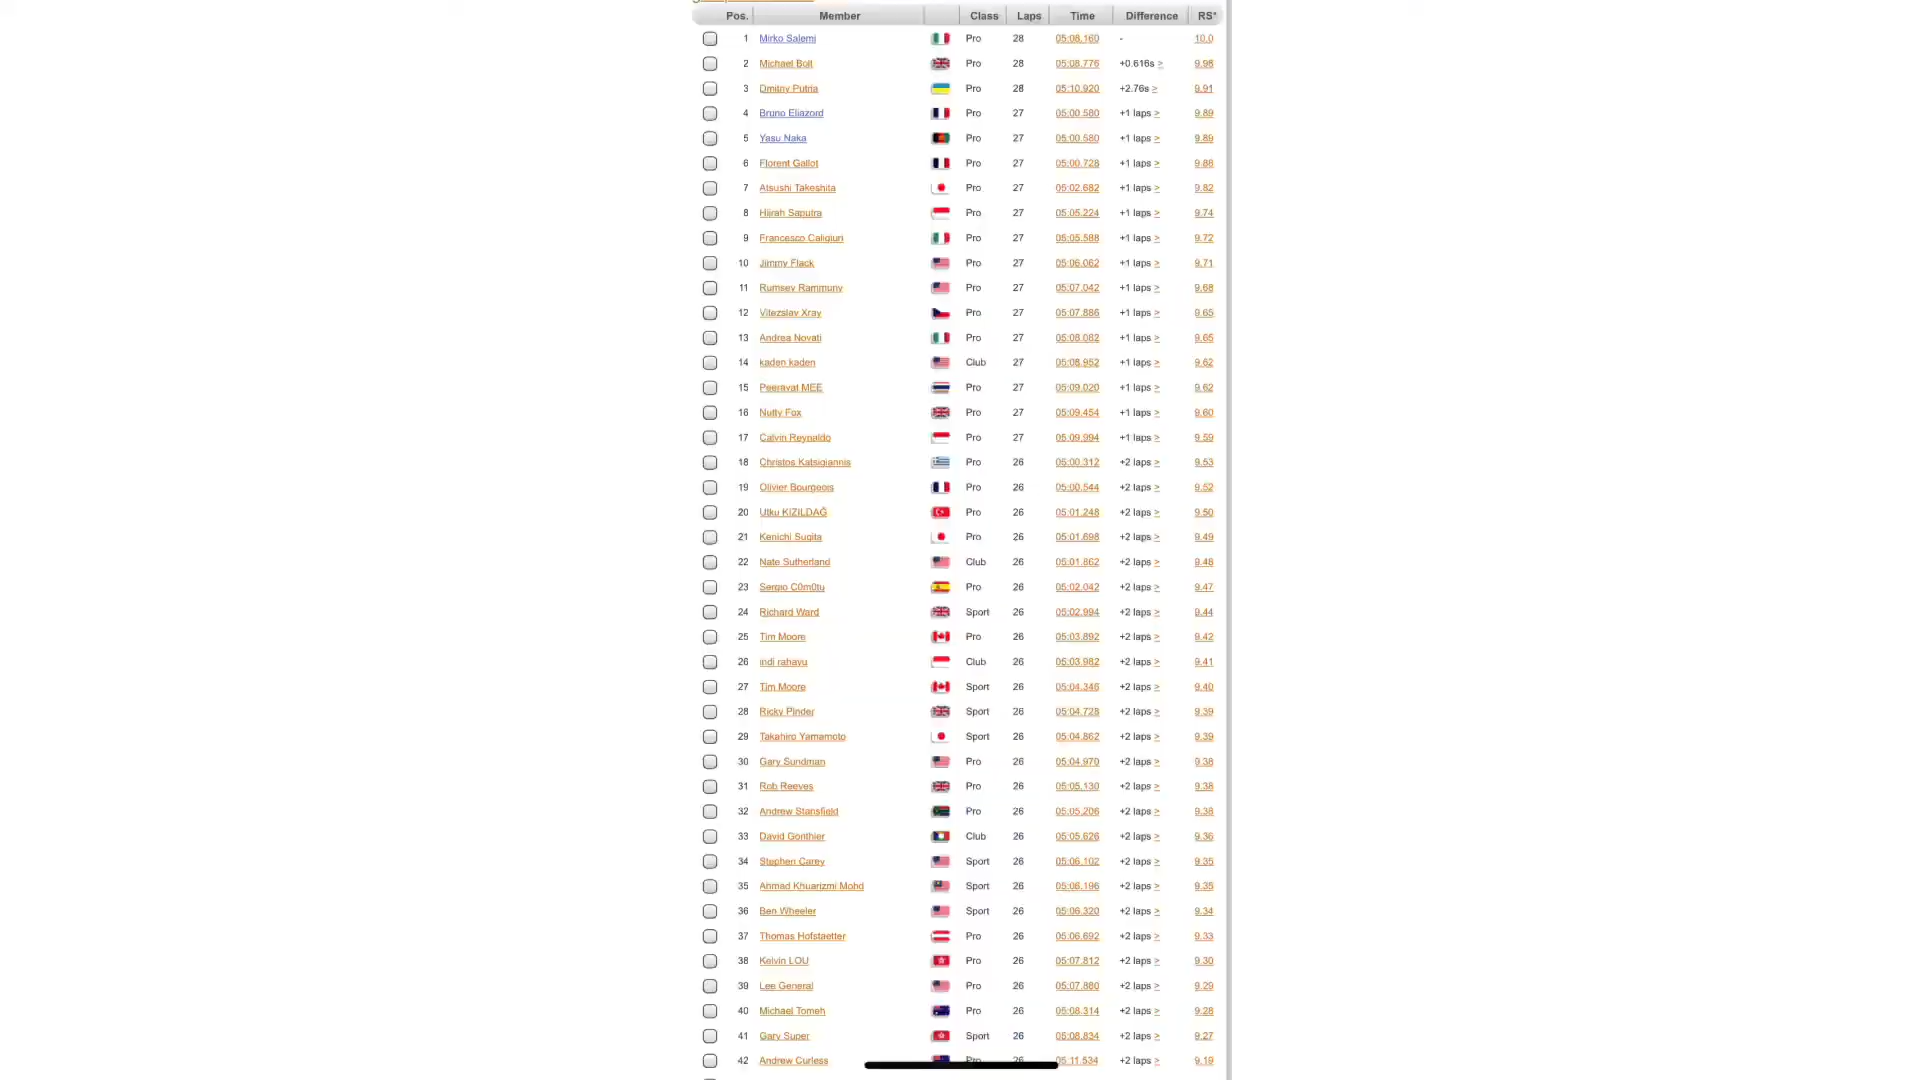 Pos. Member Class Laps Time Difference RS*
1 Mirko Salemi Pro 28 05:08.160 - 10.0
2 Michael Bolt Pro 28 05:08.776 +0.616s > 9.98
3 Dmitriy Putria Pro 28 05:10.920 +2.76s > 9.91
4 Bruno Eliazord Pro 27 05:00.580 +1 laps > 9.89
5 Yasu Naka Pro 27 05:00.580 +1 laps > 9.89
6 Florent Gallot Pro 27 05:00.728 +1 laps > 9.88
7 Atsushi Takeshita Pro 27 05:02.682 +1 laps > 9.82
8 Hijrah Saputra Pro 27 05:05.224 +1 laps > 9.74
9 Francesco Caligiuri Pro 27 05:05.588 +1 laps > 9.72
10 Jimmy Flack Pro 27 05:06.062 +1 laps > 9.71
11 Rumsey Rammuny Pro 27 05:07.042 +1 laps > 9.68
12 Vitezslav Xray Pro 27 05:07.886 +1 laps > 9.65
13 Andrea Novati Pro 27 05:08.082 +1 laps > 9.65
14 kaden kaden Club 27 05:08.952 +1 laps > 9.62
15 Peeravat MEE Pro 27 05:09.020 +1 laps > 9.62
16 Nutty Fox Pro 27 05:09.454 +1 laps > 9.60
17 Calvin Reynaldo Pro 27 05:09.994 +1 laps > 9.59
18 Christos Katsigiannis Pro 26 05:00.312 +2 laps > 9.53
19 Olivier Bourgeois Pro 26 05:00.544 +2 laps > 9.52
20 Utku KIZILDAĞ Pro 26 05:01.248 +2 laps > 9.50
21 Kenichi Sugita Pro 26 05:01.698 +2 laps > 9.49
22 Nate Sutherland Club 26 05:01.862 +2 laps > 9.48
23 Sergio C0m0tu Pro 26 05:02.042 +2 laps > 9.47
24 Richard Ward Sport 26 05:02.994 +2 laps > 9.44
25 Tim Moore Pro 26 05:03.892 +2 laps > 9.42
26 indi rahayu Club 26 05:03.982 +2 laps > 9.41
27 Tim Moore Sport 26 05:04.346 +2 laps > 9.40
28 Ricky Pinder Sport 26 05:04.728 +2 laps > 9.39
29 Takahiro Yamamoto Sport 26 05:04.862 +2 laps > 9.39
30 Gary Sundman Pro 26 05:04.970 +2 laps > 9.38
31 Rob Reeves Pro 26 05:05.130 +2 laps > 9.38
32 Andrew Stansfield Pro 26 05:05.206 +2 laps > 9.38
33 David Gonthier Club 26 05:05.626 +2 laps > 9.36
34 Stephen Carey Sport 26 05:06.102 +2 laps > 9.35
35 Ahmad Khuarizmi Mohd Sport 26 05:06.196 +2 laps > 9.35
36 Ben Wheeler Sport 26 05:06.320 +2 laps > 9.34
37 Thomas Hofstaetter Pro 26 05:06.692 +2 laps > 9.33
38 Kelvin LOU Pro 26 05:07.812 +2 laps > 9.30
39 Lee General Pro 26 05:07.880 +2 laps > 9.29
40 Michael Tomeh Pro 26 05:08.314 +2 laps > 9.28
41 Gary Super Sport 26 05:08.834 +2 laps > 9.27
42 Andrew Curless Pro 26 05:11.534 +2 laps > 9.19